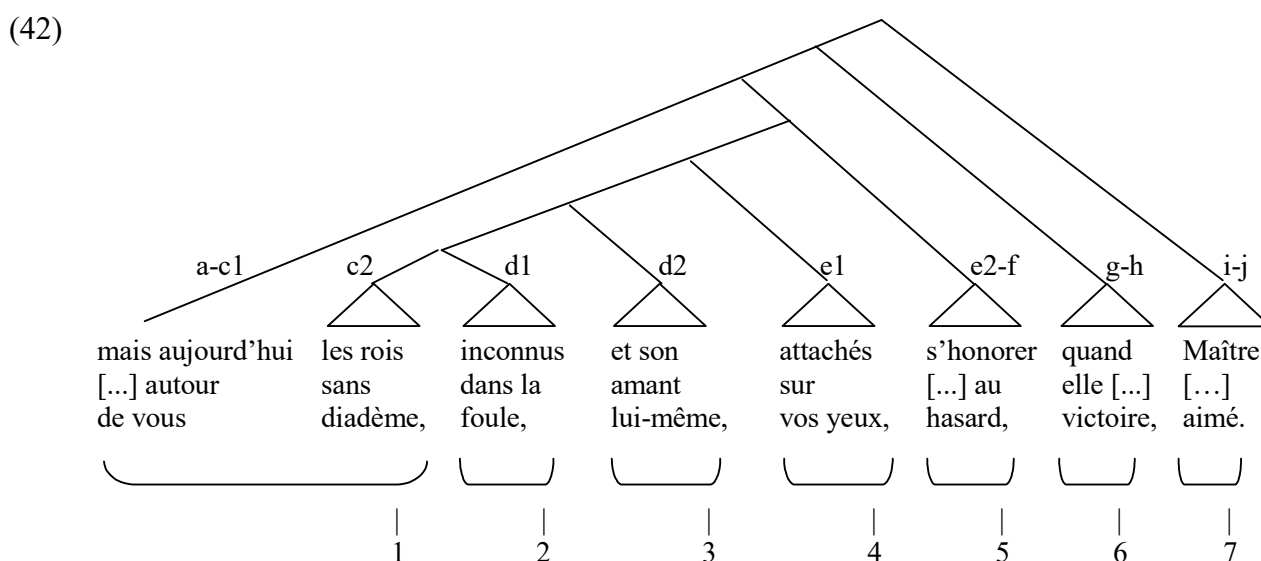 (42)
a-c1 c2 d1 d2 e1 e2-f g-h i-j
mais aujourd’hui les rois inconnus et son attachés s’honorer quand Maître
[...] autour sans dans la amant sur [...] au elle [...] […]
de vous diadème, foule, lui-même, vos yeux, hasard, victoire, aimé.
| | | | | | |
1 2 3 4 5 6 7